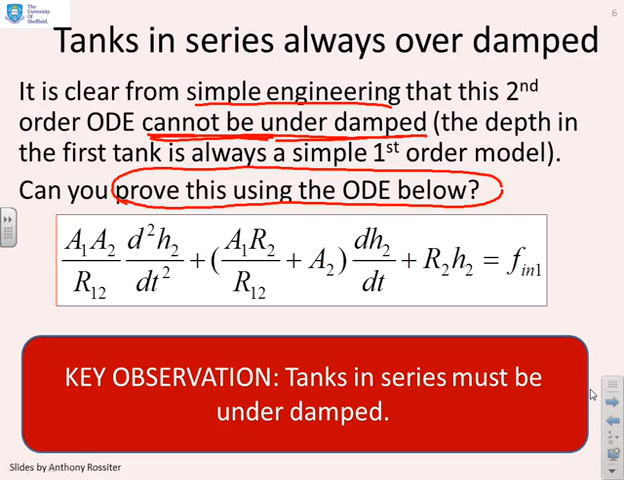 The
University
Of
Sheffield.
6
Tanks in series always over damped
It is clear from simple engineering that this 2nd
order ODE cannot be under damped (the depth in
the first tank is always a simple 1st order model).
Can you prove this using the ODE below?
A₁A₂/R₁₂ d²h₂/dt² + (A₁R₂/R₁₂ + A₂) dh₂/dt + R₂h₂ = f_in1
KEY OBSERVATION: Tanks in series must be
under damped.
Slides by Anthony Rossiter